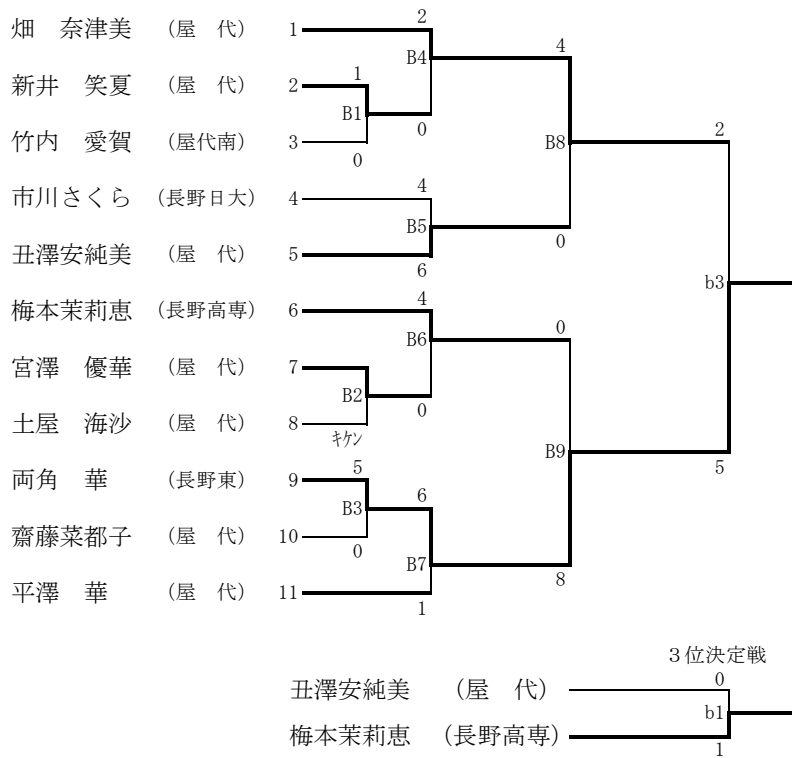 2
畑　奈津美　（屋　代）　1　4
B4
新井　笑夏　（屋　代）　2　1
B1
竹内　愛賀　（屋代南）　3　0　0　B8　2
市川さくら　（長野日大）　4　4
B5　0
丑澤安純美　（屋　代）　5　6
b3
梅本茉莉恵　（長野高専）　6　4　0
B6
宮澤　優華　（屋　代）　7
B2　0
土屋　海沙　（屋　代）　8　ｷｹﾝ
B9　5
両角　華　（長野東）　9　5　6
B3
齋藤菜都子　（屋　代）　10　0
B7　8
平澤　華　（屋　代）　11　1
３位決定戦
丑澤安純美　（屋　代）　0
b1
梅本茉莉恵　（長野高専）　1